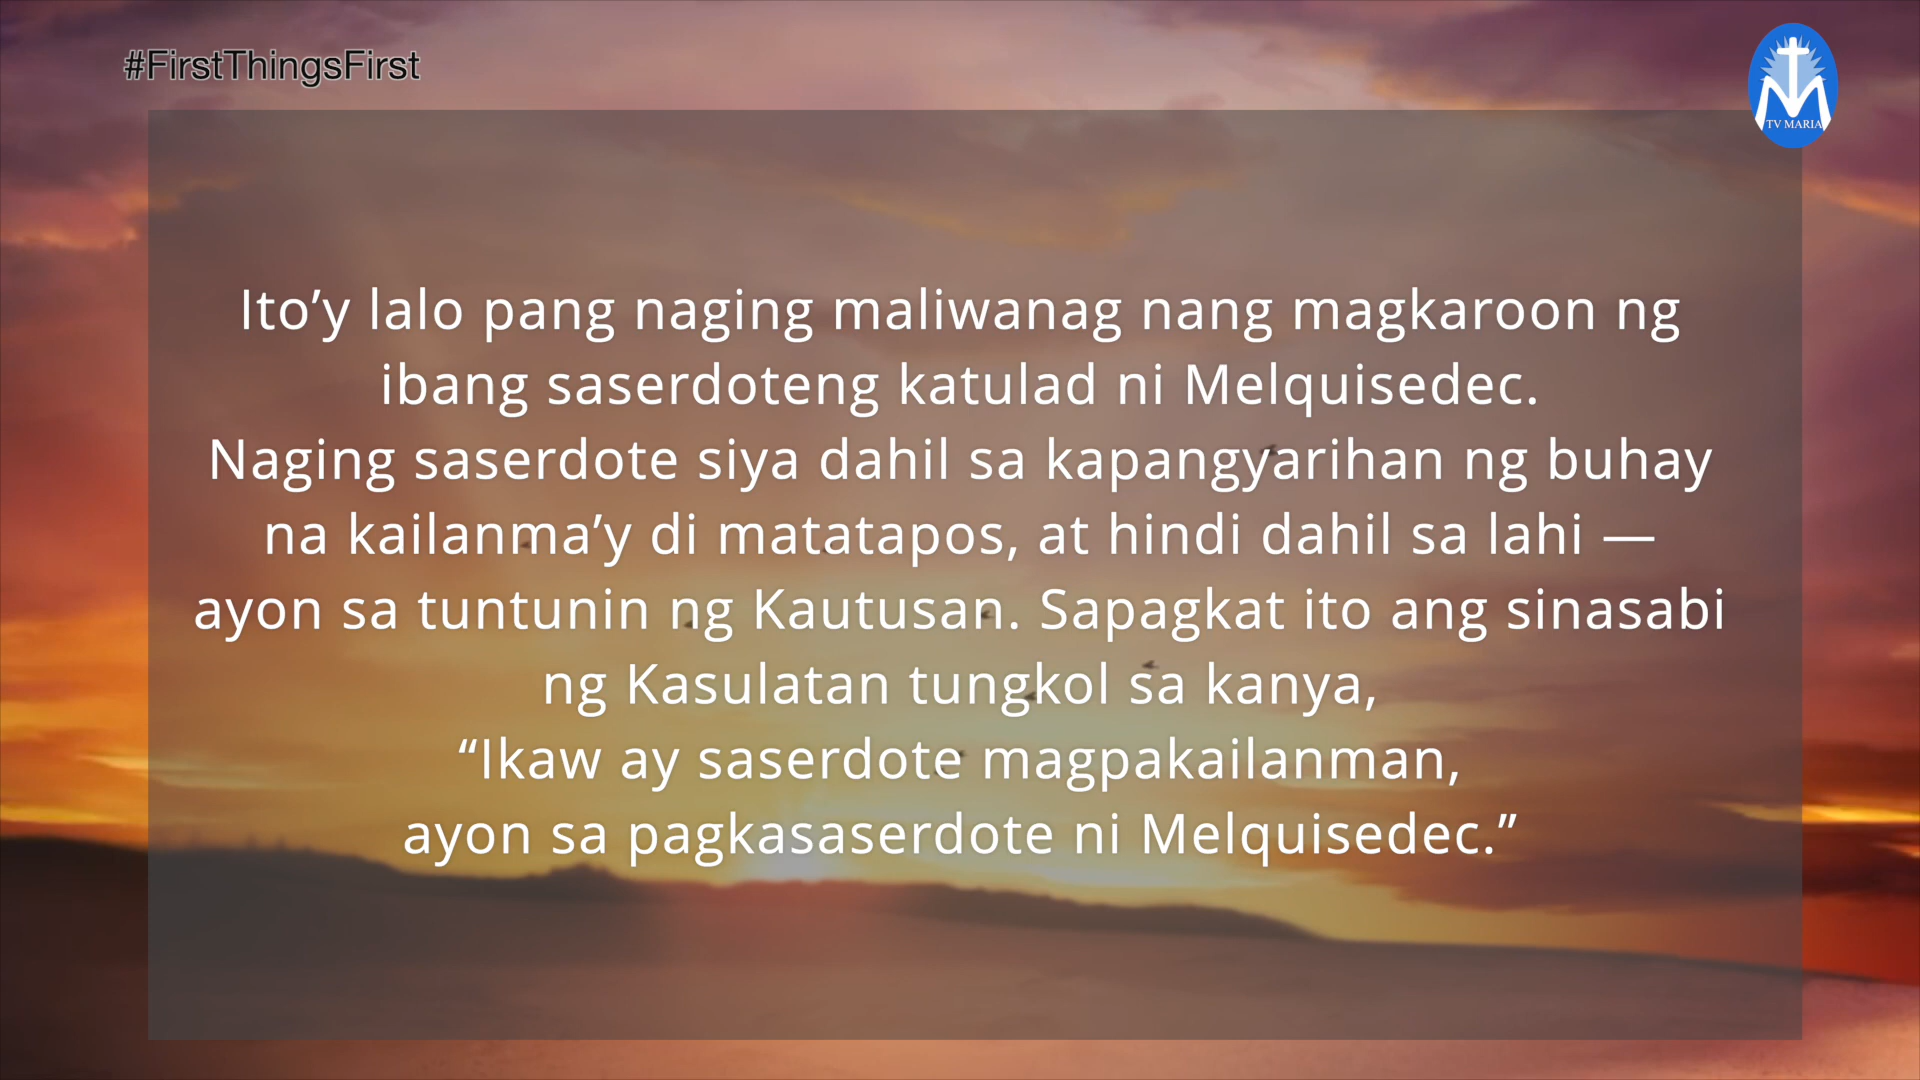 #FirstThingsFirst
TV MARIA
Ito’y lalo pang naging maliwanag nang magkaroon ng
ibang saserdoteng katulad ni Melquisedec.
Naging saserdote siya dahil sa kapangyarihan ng buhay
na kailanma’y di matatapos, at hindi dahil sa lahi —
ayon sa tuntunin ng Kautusan. Sapagkat ito ang sinasabi
ng Kasulatan tungkol sa kanya,
“Ikaw ay saserdote magpakailanman,
ayon sa pagkasaserdote ni Melquisedec.”